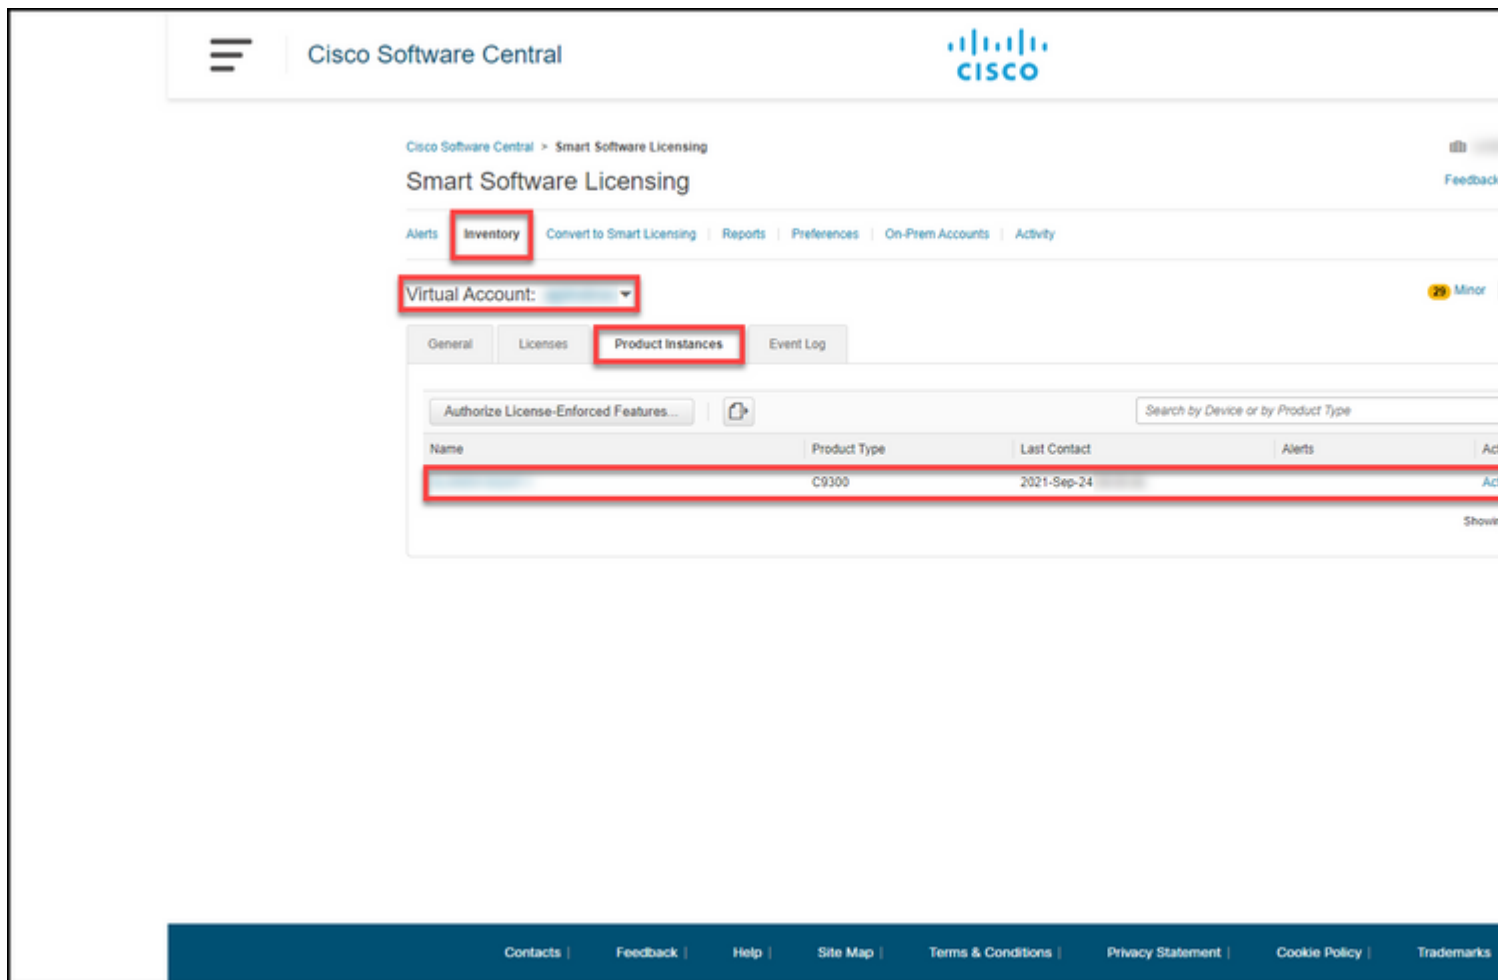 Cisco Software Central
CISCO
Cisco Software Central > Smart Software Licensing
Smart Software Licensing
Feedback
Alerts Inventory Convert to Smart Licensing | Reports | Preferences | On-Prem Accounts | Activity
Virtual Account:
29 Minor
General Licenses Product Instances Event Log
Authorize License-Enforced Features...
Search by Device or by Product Type
Name Product Type Last Contact Alerts
C9300 2021-Sep-24
Contacts | Feedback | Help | Site Map | Terms & Conditions | Privacy Statement | Cookie Policy | Trademarks